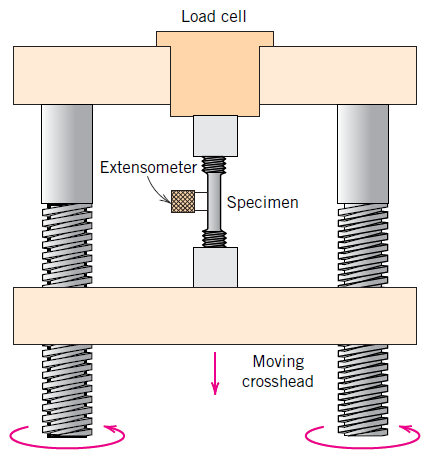 Load cell
Extensometer
Specimen
Moving
crosshead